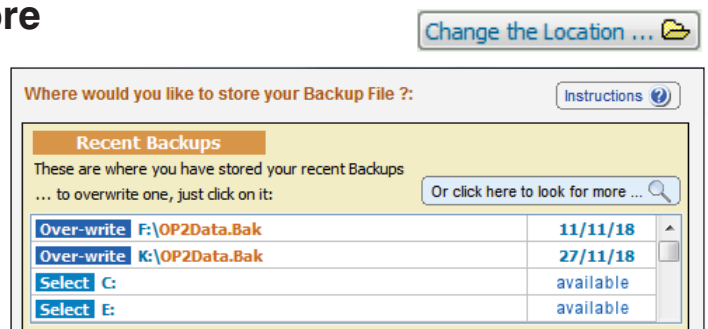 ore
Change the Location ...
Where would you like to store your Backup File ?:
Instructions ?
Recent Backups
These are where you have stored your recent Backups
... to overwrite one, just click on it:
Or click here to look for more ...
Over-write F:\OP2Data.Bak 11/11/18
Over-write K:\OP2Data.Bak 27/11/18
Select C: available
Select E: available